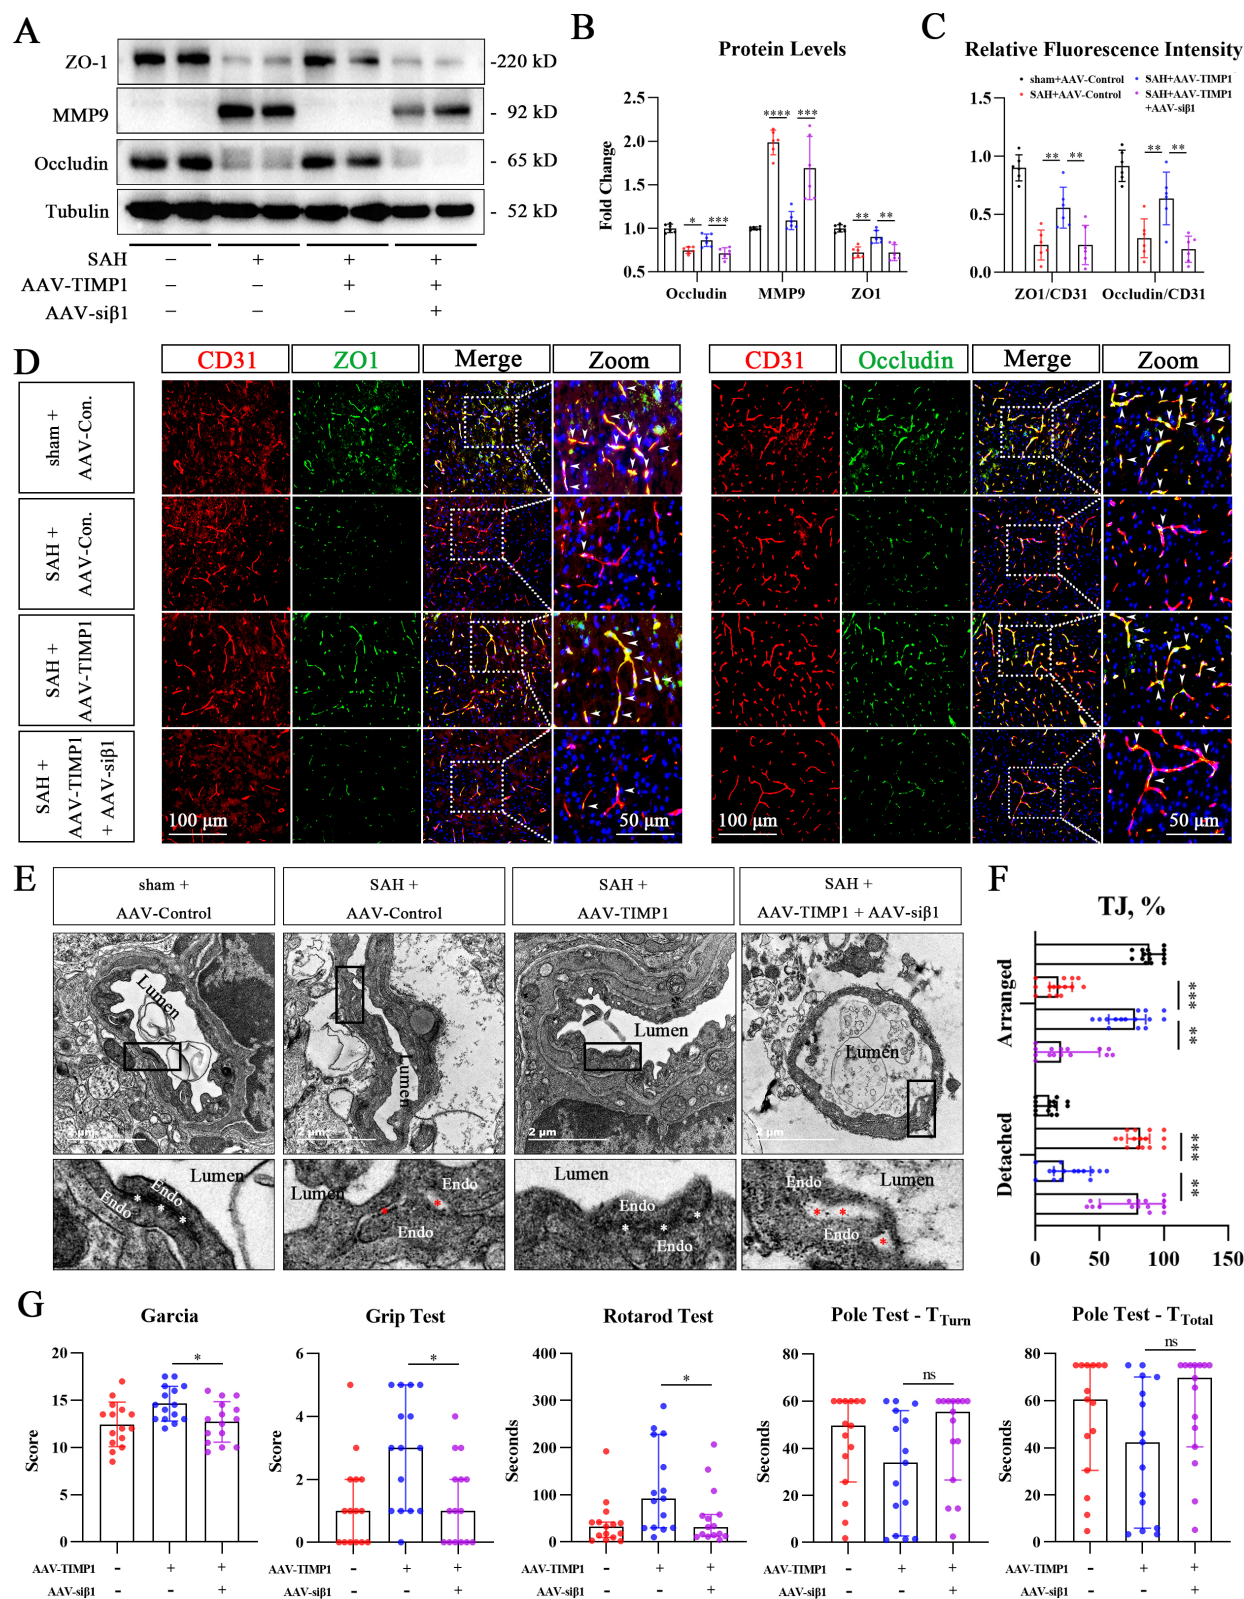 A
ZO-1
-220 kD
MMP9
- 92 kD
Occludin
- 65 kD
Tubulin
- 52 kD
SAH
– + + +
AAV-TIMP1
– – + +
AAV-siβ1
– – – +
B
Protein Levels
Fold Change
2.5
2.0
1.5
1.0
0.5
* ***
**** ***
** **
Occludin MMP9 ZO1
C
Relative Fluorescence Intensity
sham+AAV-Control
SAH+AAV-Control
SAH+AAV-TIMP1
SAH+AAV-TIMP1
+AAV-siβ1
1.5
1.0
0.5
0.0
** **
** **
ZO1/CD31 Occludin/CD31
D
CD31 ZO1 Merge Zoom
CD31 Occludin Merge Zoom
sham +
AAV-Con.
SAH +
AAV-Con.
SAH +
AAV-TIMP1
SAH +
AAV-TIMP1
+ AAV-siβ1
100 μm
50 μm
100 μm
50 μm
E
sham +
AAV-Control
SAH +
AAV-Control
SAH +
AAV-TIMP1
SAH +
AAV-TIMP1 + AAV-siβ1
Lumen
2 μm
Lumen
2 μm
Lumen
2 μm
Lumen
2 μm
Lumen
Endo
Endo
* * *
Lumen
Endo
Endo
* *
Lumen
Endo
Endo
* * *
Lumen
Endo
Endo
* * *
F
TJ, %
Arranged
***
**
Detached
***
**
0 50 100 150
G
Garcia
Score
20
15
10
5
0
*
AAV-TIMP1 - + +
AAV-siβ1 - - +
Grip Test
Score
6
4
2
0
*
AAV-TIMP1 - + +
AAV-siβ1 - - +
Rotarod Test
Seconds
400
300
200
100
0
*
AAV-TIMP1 - + +
AAV-siβ1 - - +
Pole Test - TTurn
Seconds
80
60
40
20
0
ns
AAV-TIMP1 - + +
AAV-siβ1 - - +
Pole Test - TTotal
Seconds
80
60
40
20
0
ns
AAV-TIMP1 - + +
AAV-siβ1 - - +